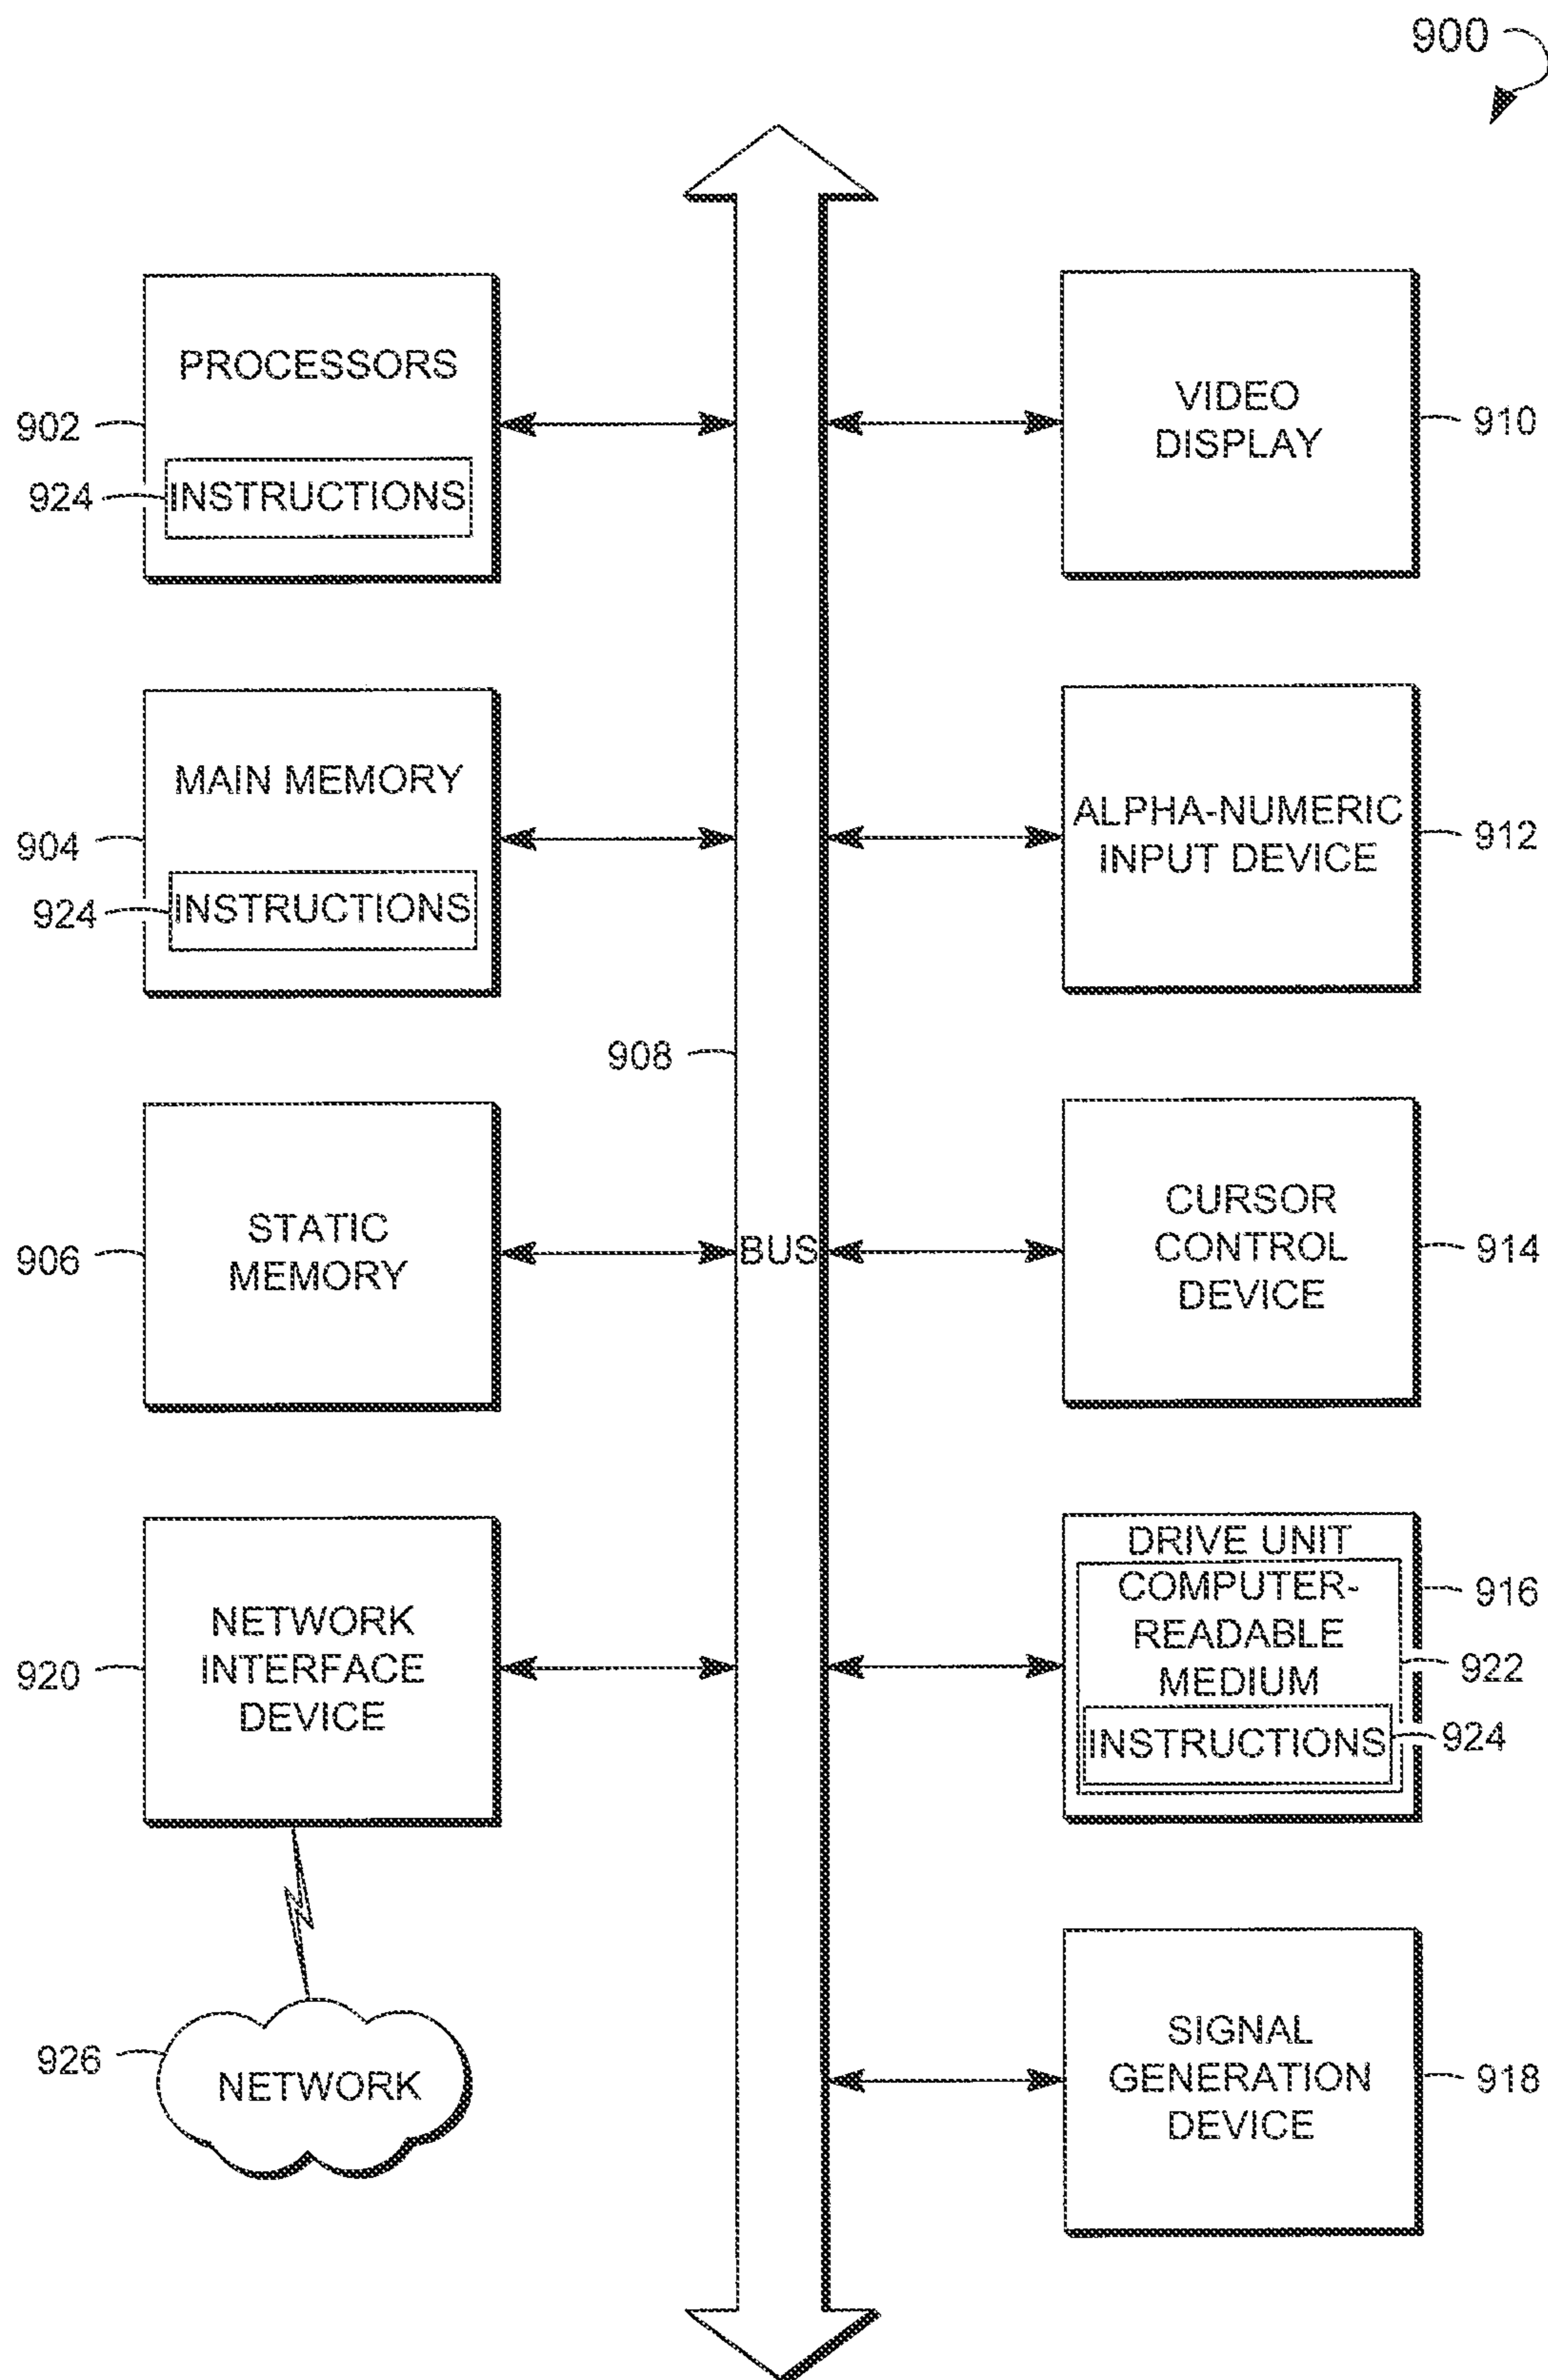 900
PROCESSORS
902
924
INSTRUCTIONS
VIDEO
DISPLAY
910
MAIN MEMORY
904
924
INSTRUCTIONS
ALPHA-NUMERIC
INPUT DEVICE
912
908
STATIC
MEMORY
906
BUS
CURSOR
CONTROL
DEVICE
914
NETWORK
INTERFACE
DEVICE
920
DRIVE UNIT
COMPUTER-
READABLE
MEDIUM
916
922
INSTRUCTIONS
924
926
NETWORK
SIGNAL
GENERATION
DEVICE
918